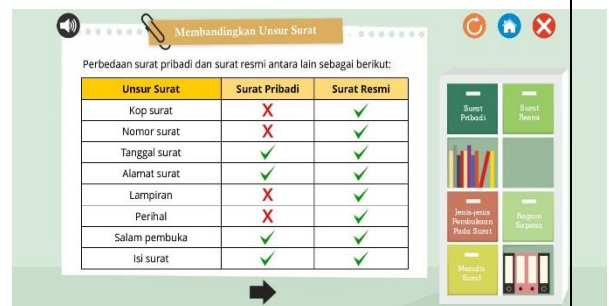 Membandingkan Unsur Surat
Perbedaan surat pribadi dan surat resmi antara lain sebagai berikut:
Unsur Surat Surat Pribadi Surat Resmi
Kop surat X ✓
Nomor surat X ✓
Tanggal surat ✓ ✓
Alamat surat ✓ ✓
Lampiran X ✓
Perihal X ✓
Salam pembuka ✓ ✓
Isi surat ✓ ✓
Surat
Pribadi
Surat
Resmi
Jenis-jenis
Pembukaan
Pada Surat
Ragam
Sapaan
Menulis
Surat